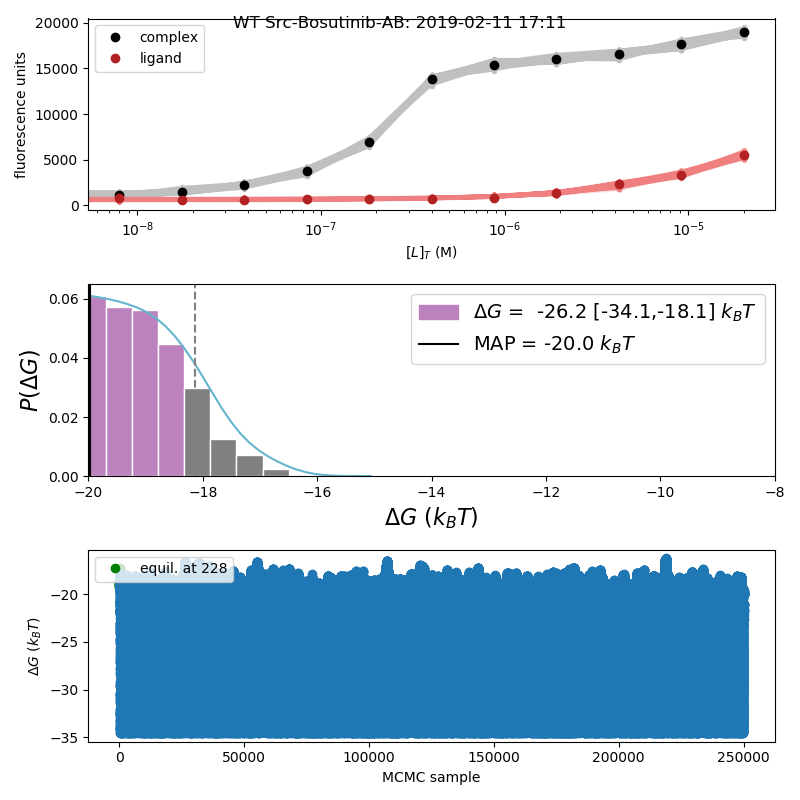 WT Src-Bosutinib-AB: 2019-02-11 17:11
20000
15000
10000
5000
0
fluorescence units
complex
ligand
10⁻⁸
10⁻⁷
10⁻⁶
10⁻⁵
[L]_T (M)
0.06
0.04
0.02
0.00
P(ΔG)
ΔG = -26.2 [-34.1,-18.1] k_BT
MAP = -20.0 k_BT
−20
−18
−16
−14
−12
−10
−8
ΔG (k_BT)
equil. at 228
−20
−25
−30
−35
ΔG (k_BT)
0
50000
100000
150000
200000
250000
MCMC sample